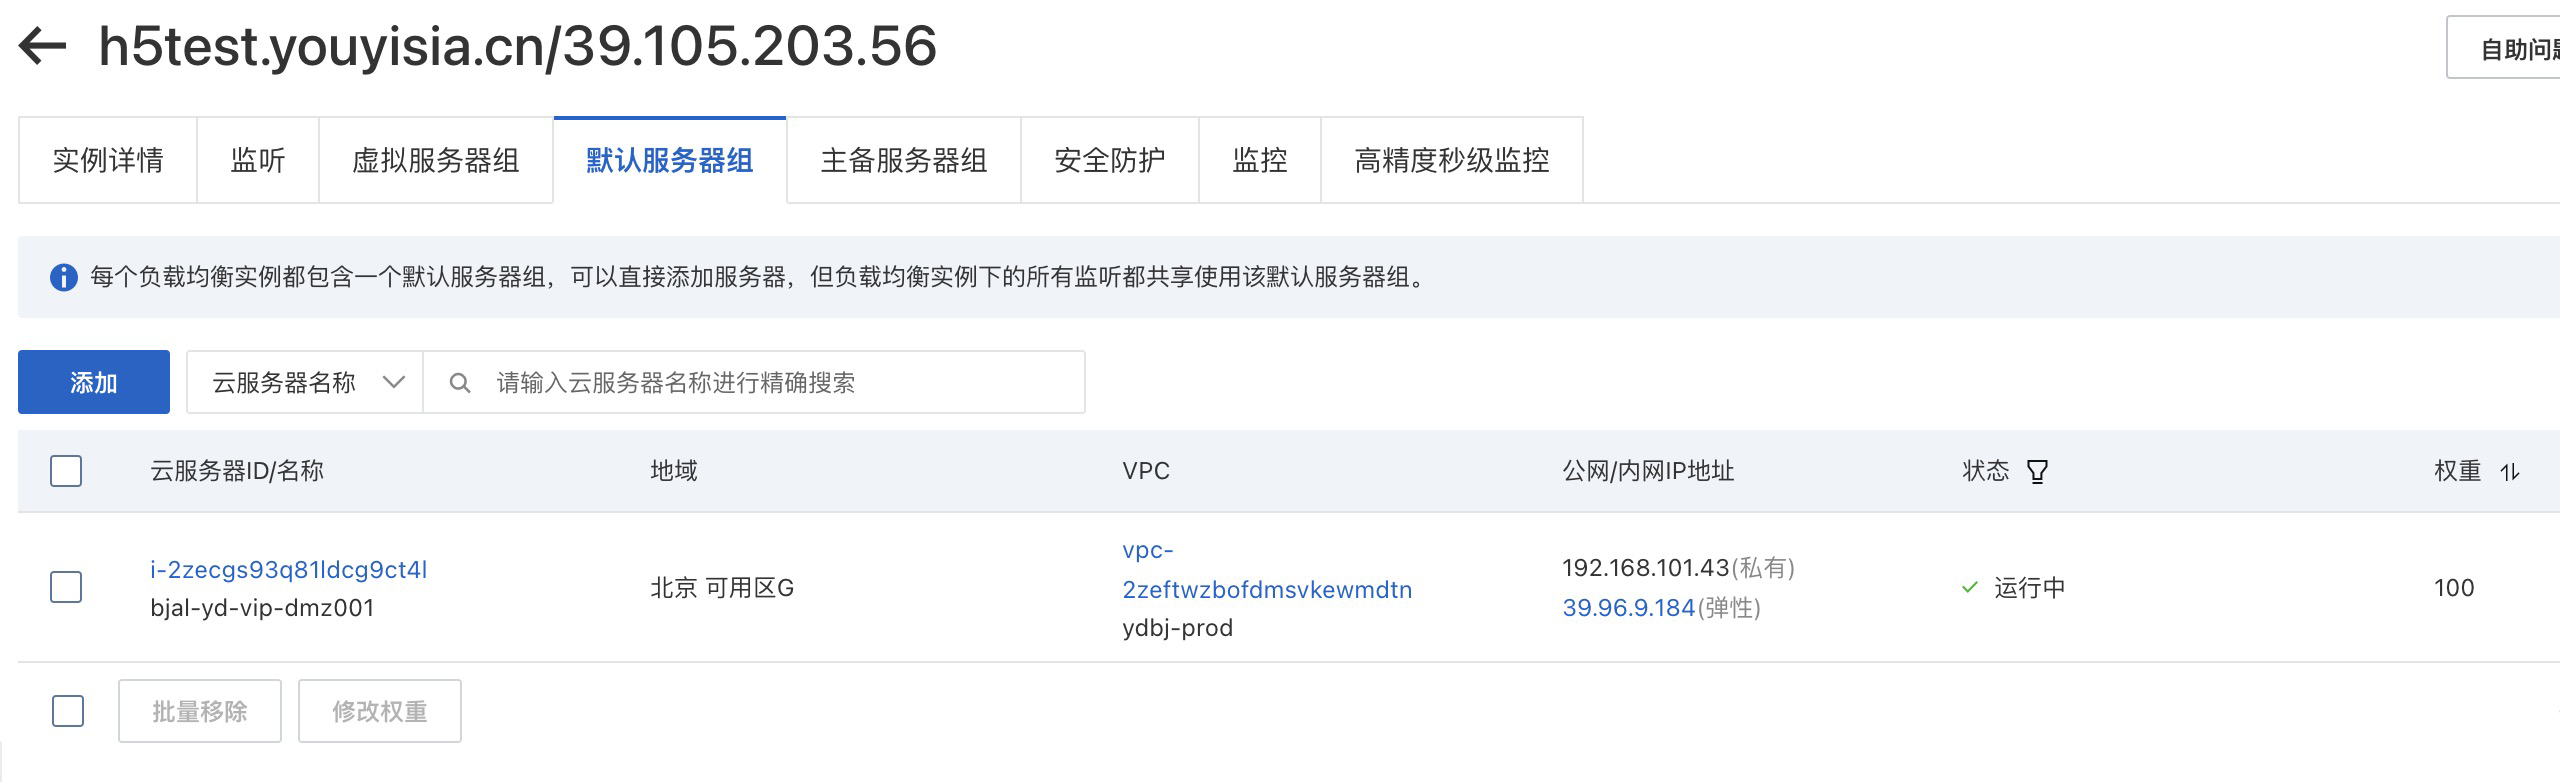 h5test.youyisia.cn/39.105.203.56
自助问题
实例详情 监听 虚拟服务器组 默认服务器组 主备服务器组 安全防护 监控 高精度秒级监控
每个负载均衡实例都包含一个默认服务器组，可以直接添加服务器，但负载均衡实例下的所有监听都共享使用该默认服务器组。
添加 云服务器名称 请输入云服务器名称进行精确搜索
云服务器ID/名称 地域 VPC 公网/内网IP地址 状态 权重
i-2zecgs93q81ldcg9ct4l
bjal-yd-vip-dmz001
北京 可用区G
vpc-
2zeftwzbofdmsvkewmdtn
ydbj-prod
192.168.101.43(私有)
39.96.9.184(弹性)
运行中
100
批量移除 修改权重